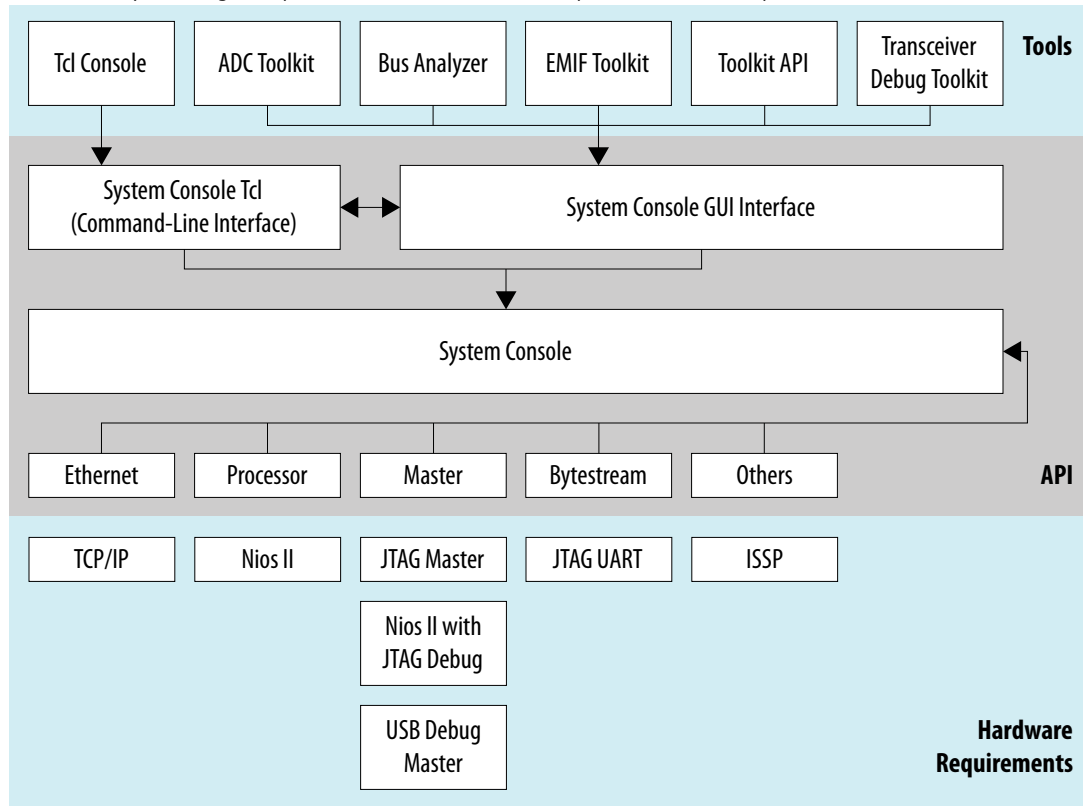 Tcl Console
ADC Toolkit
Bus Analyzer
EMIF Toolkit
Toolkit API
Transceiver
Debug Toolkit
Tools
System Console Tcl
(Command-Line Interface)
System Console GUI Interface
System Console
Ethernet
Processor
Master
Bytestream
Others
API
TCP/IP
Nios II
JTAG Master
JTAG UART
ISSP
Nios II with
JTAG Debug
USB Debug
Master
Hardware
Requirements